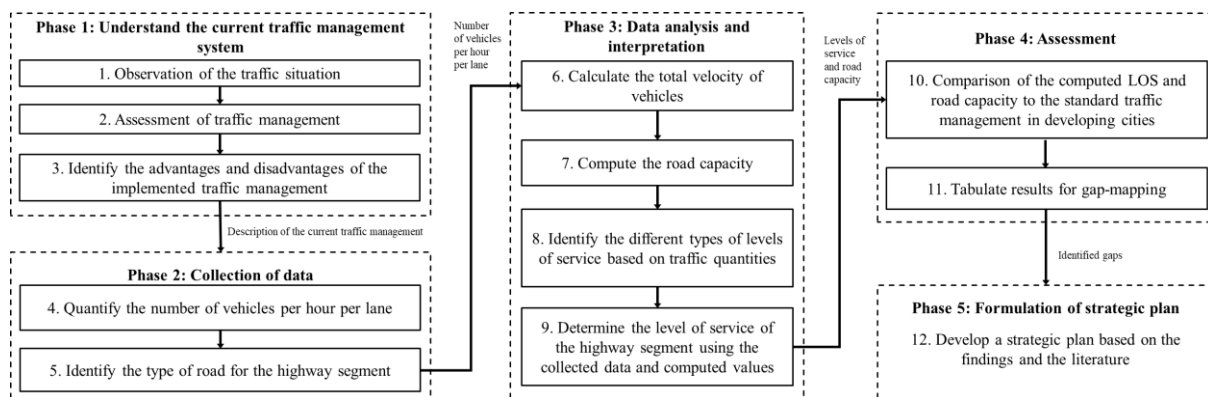 Phase 1: Understand the current traffic management
system
1. Observation of the traffic situation
2. Assessment of traffic management
3. Identify the advantages and disadvantages of the
implemented traffic management
Description of the current traffic management
Phase 2: Collection of data
4. Quantify the number of vehicles per hour per lane
5. Identify the type of road for the highway segment
Number
of vehicles
per hour
per lane
Phase 3: Data analysis and
interpretation
6. Calculate the total velocity of
vehicles
7. Compute the road capacity
8. Identify the different types of levels
of service based on traffic quantities
9. Determine the level of service of
the highway segment using the
collected data and computed values
Levels of
service
and road
capacity
Phase 4: Assessment
10. Comparison of the computed LOS and
road capacity to the standard traffic
management in developing cities
11. Tabulate results for gap-mapping
Identified gaps
Phase 5: Formulation of strategic plan
12. Develop a strategic plan based on the
findings and the literature